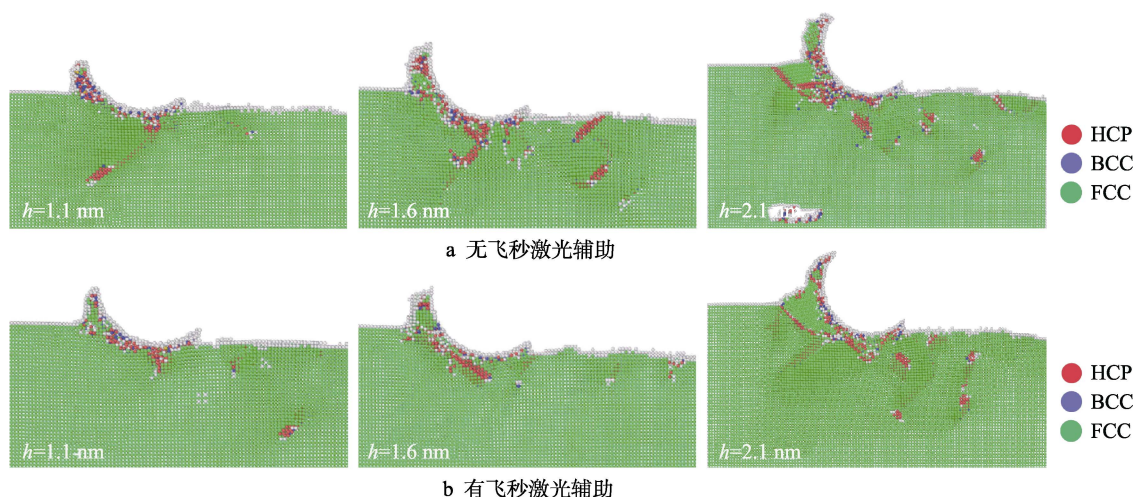 h=1.1 nm
h=1.6 nm
h=2.1 nm
HCP
BCC
FCC
a 无飞秒激光辅助
h=1.1 nm
h=1.6 nm
h=2.1 nm
HCP
BCC
FCC
b 有飞秒激光辅助